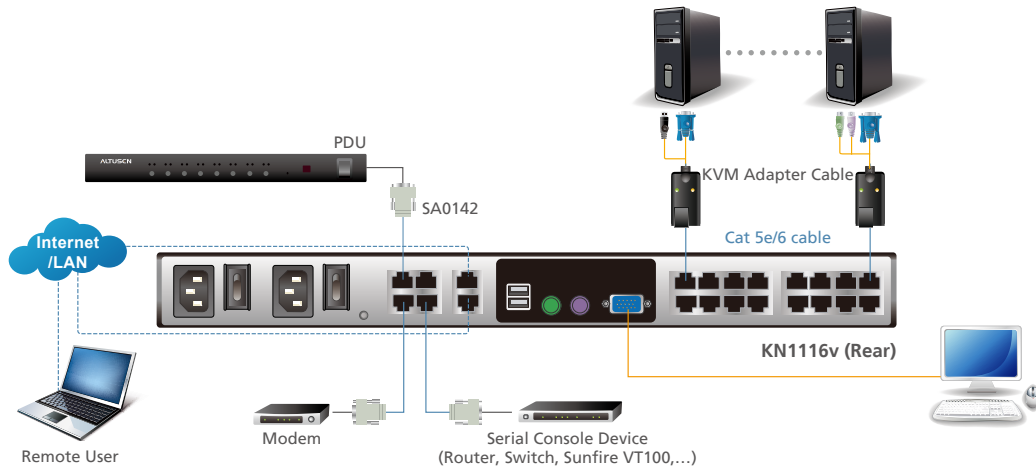 PDU
ALTUSCN
SA0142
KVM Adapter Cable
Cat 5e/6 cable
Internet
/LAN
KN1116v (Rear)
Remote User
Modem
Serial Console Device
(Router, Switch, Sunfire VT100,...)